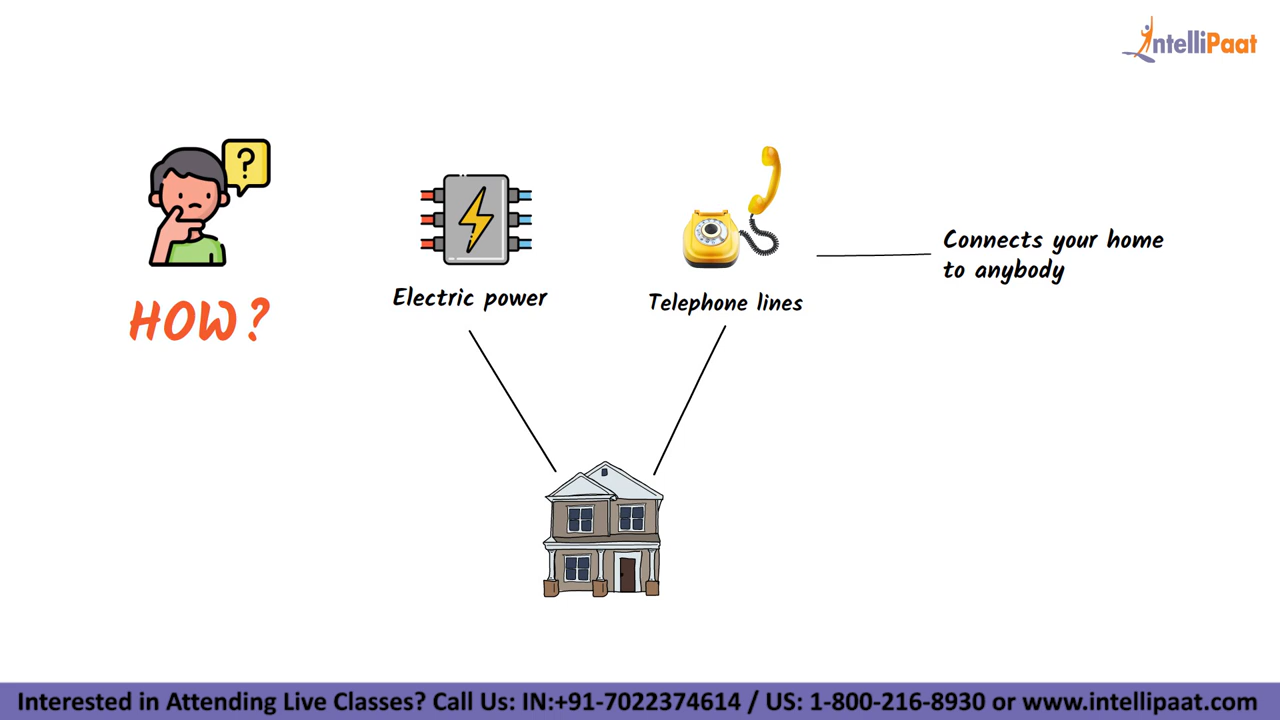 IntelliPaat
?
HOW?
Electric power
Telephone lines
Connects your home
to anybody
Interested in Attending Live Classes? Call Us: IN:+91-7022374614 / US: 1-800-216-8930 or www.intellipaat.com